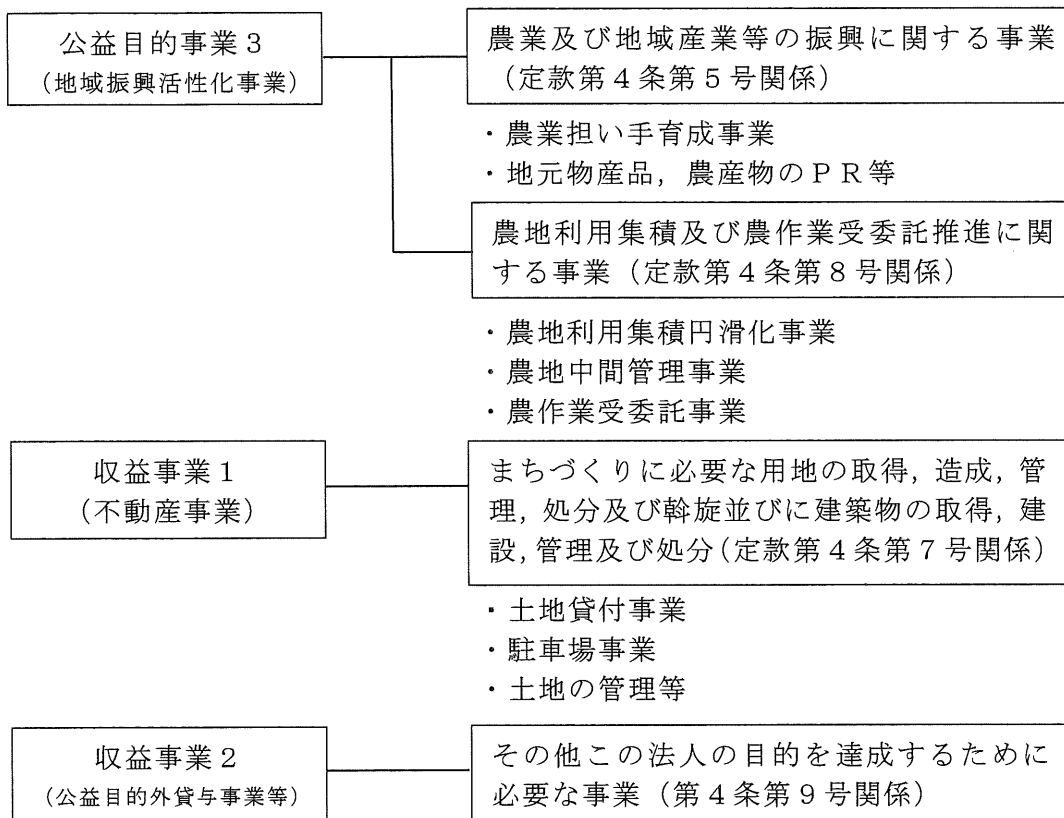 公益目的事業3
(地域振興活性化事業)
農業及び地域産業等の振興に関する事業
(定款第4条第5号関係)
・農業担い手育成事業
・地元物産品，農産物のPR等
農地利用集積及び農作業受委託推進に関
する事業（定款第4条第8号関係）
・農地利用集積円滑化事業
・農地中間管理事業
・農作業受委託事業
収益事業1
(不動産事業)
まちづくりに必要な用地の取得，造成，管
理，処分及び斡旋並びに建築物の取得，建
設，管理及び処分(定款第4条第7号関係)
・土地貸付事業
・駐車場事業
・土地の管理等
収益事業2
(公益目的外貸与事業等)
その他この法人の目的を達成するために
必要な事業（第4条第9号関係）